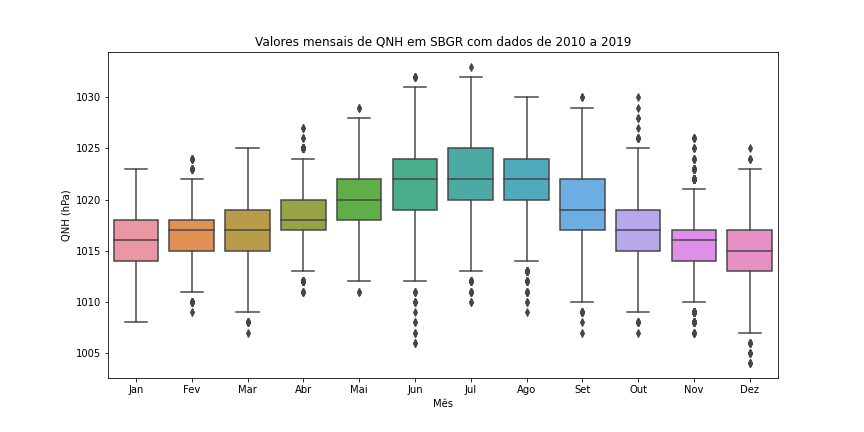 Valores mensais de QNH em SBGR com dados de 2010 a 2019
QNH (hPa)
1030
1025
1020
1015
1010
1005
Jan Fev Mar Abr Mai Jun Jul Ago Set Out Nov Dez
Mês